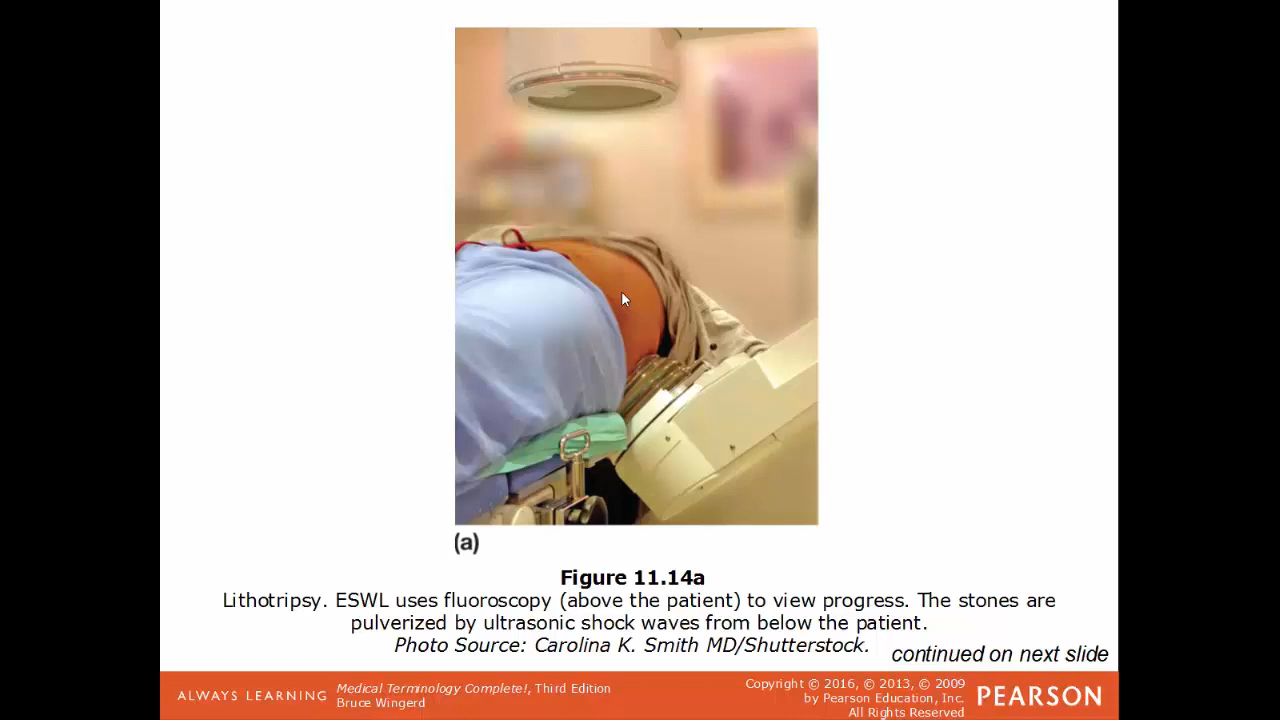 (a)
Figure 11.14a
Lithotripsy. ESWL uses fluoroscopy (above the patient) to view progress. The stones are
pulverized by ultrasonic shock waves from below the patient.
Photo Source: Carolina K. Smith MD/Shutterstock.
continued on next slide
ALWAYS LEARNING
Medical Terminology Complete!, Third Edition
Bruce Wingerd
Copyright © 2016, © 2013, © 2009
by Pearson Education, Inc.
All Rights Reserved
PEARSON